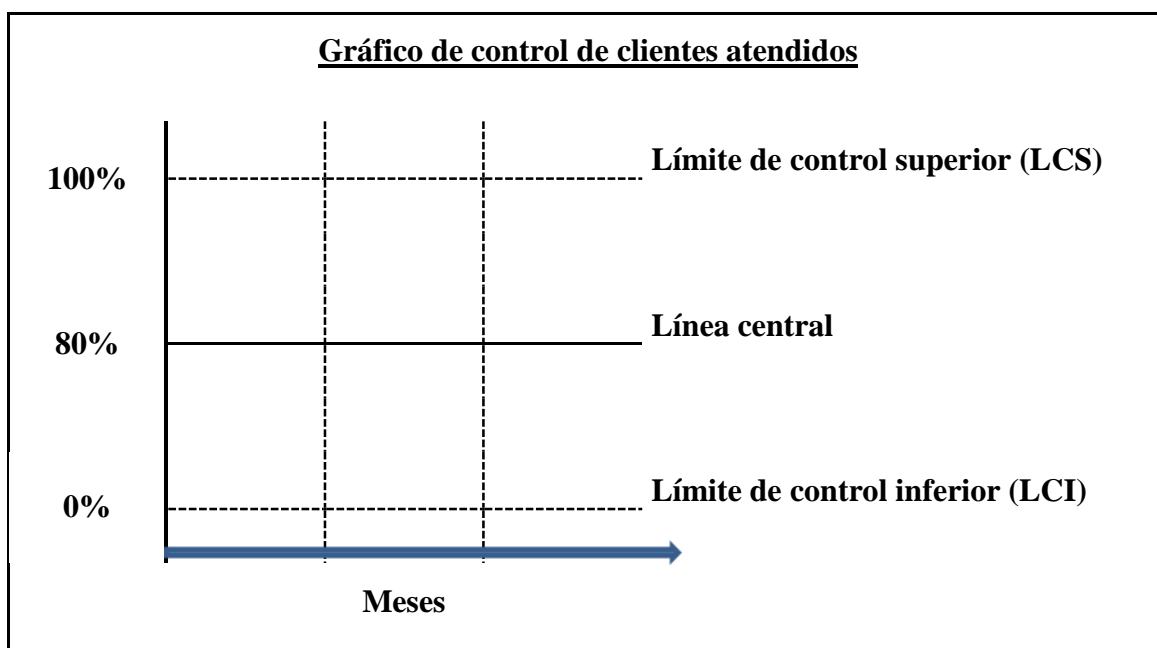 Gráfico de control de clientes atendidos
Límite de control superior (LCS)
100%
Línea central
80%
Límite de control inferior (LCI)
0%
Meses